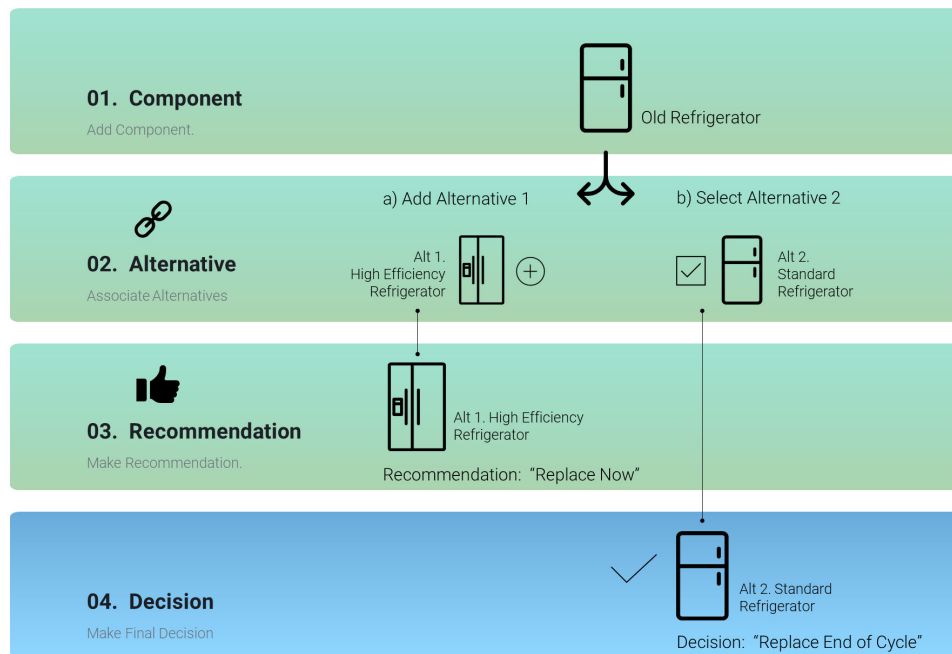 01. Component
Add Component.
Old Refrigerator
a) Add Alternative 1
b) Select Alternative 2
02. Alternative
Associate Alternatives
Alt 1.
High Efficiency
Refrigerator
Alt 2.
Standard
Refrigerator
03. Recommendation
Make Recommendation.
Alt 1. High Efficiency
Refrigerator
Recommendation: “Replace Now”
04. Decision
Make Final Decision
Alt 2. Standard
Refrigerator
Decision: “Replace End of Cycle”